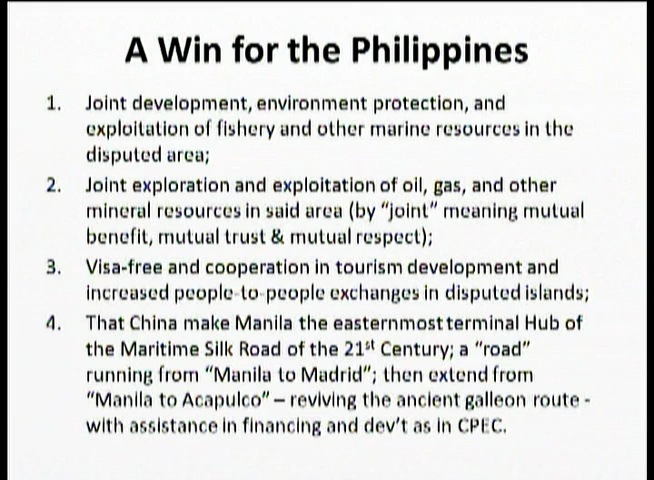 A Win for the Philippines
1. Joint development, environment protection, and
exploitation of fishery and other marine resources in the
disputed area;
2. Joint exploration and exploitation of oil, gas, and other
mineral resources in said area (by “joint” meaning mutual
benefit, mutual trust & mutual respect);
3. Visa-free and cooperation in tourism development and
increased people-to-people exchanges in disputed islands;
4. That China make Manila the easternmost terminal Hub of
the Maritime Silk Road of the 21st Century; a “road”
running from “Manila to Madrid”; then extend from
“Manila to Acapulco” – reviving the ancient galleon route -
with assistance in financing and dev’t as in CPEC.